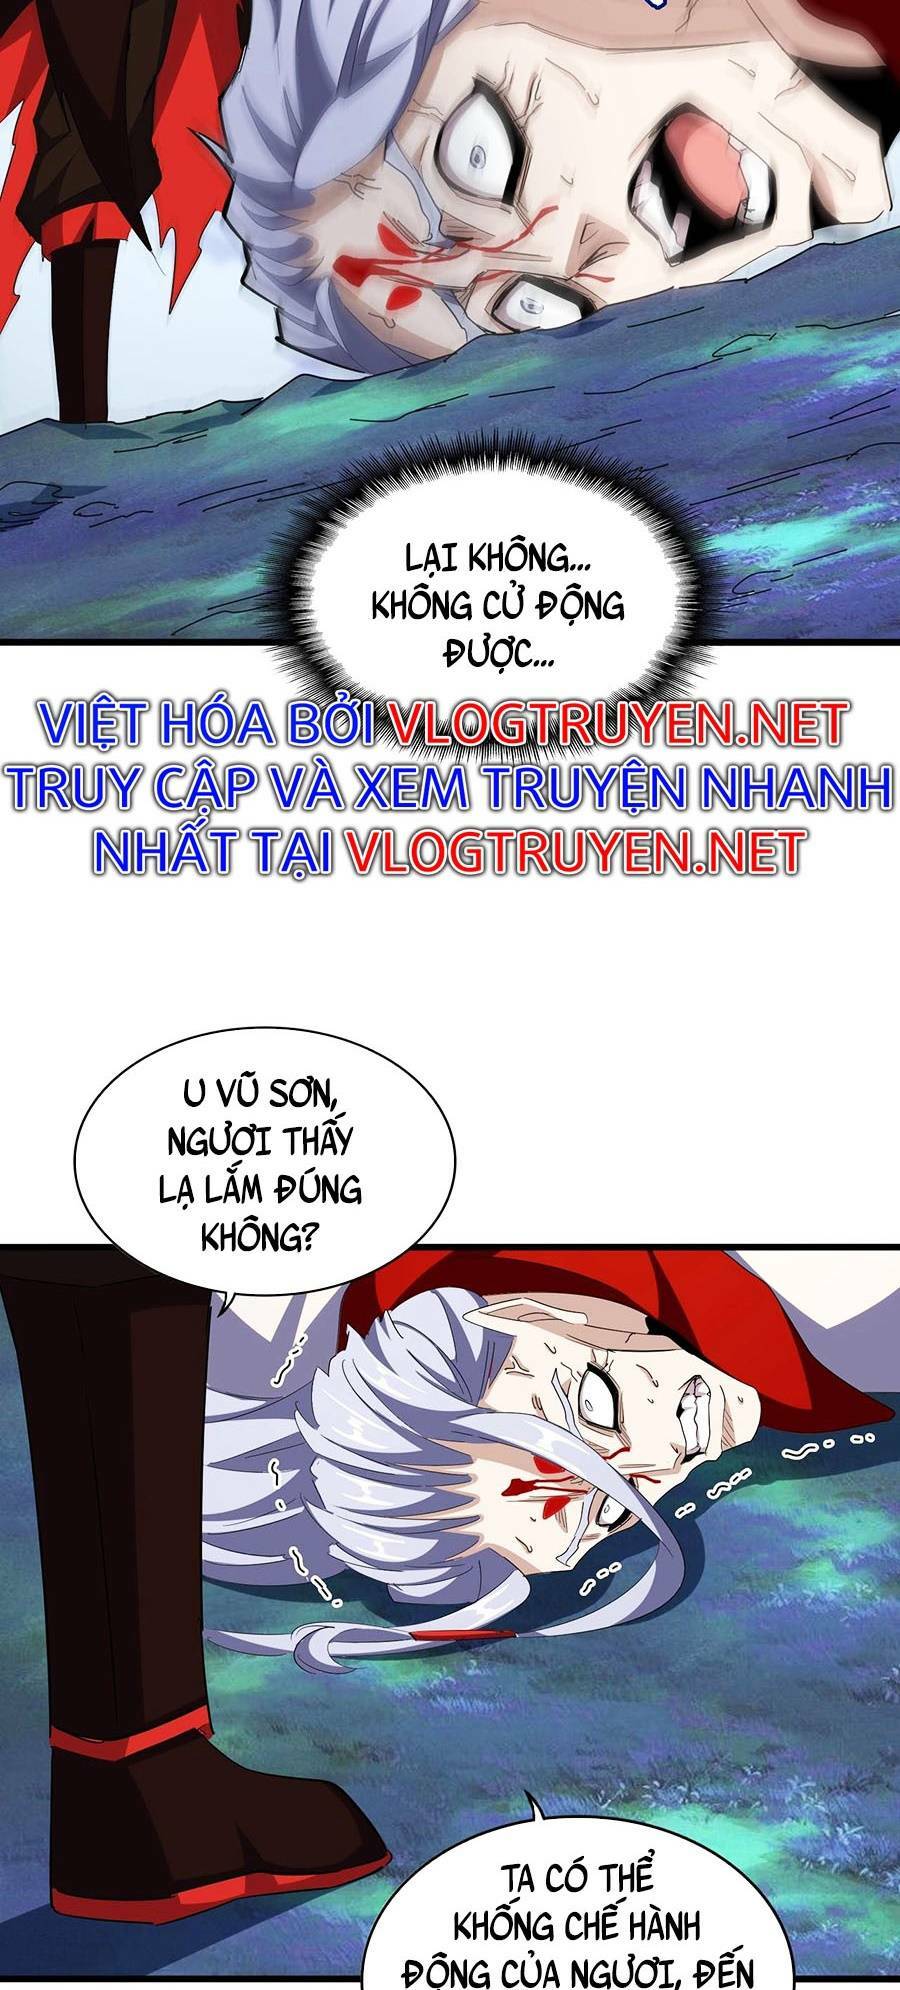 LẠI KHÔNG...
KHÔNG CỬ ĐỘNG
ĐƯỢC...
VIỆT HÓA BỞI VLOGTRUYEN.NET
TRUY CẬP VÀ XEM TRUYỆN NHANH
NHẤT TẠI VLOGTRUYEN.NET
U VŨ SƠN,
NGƯƠI THẤY
LẠ LẮM ĐÚNG
KHÔNG?
TA CÓ THỂ
KHỐNG CHẾ HÀNH
ĐỘNG CỦA NGƯƠI, ĐẾN